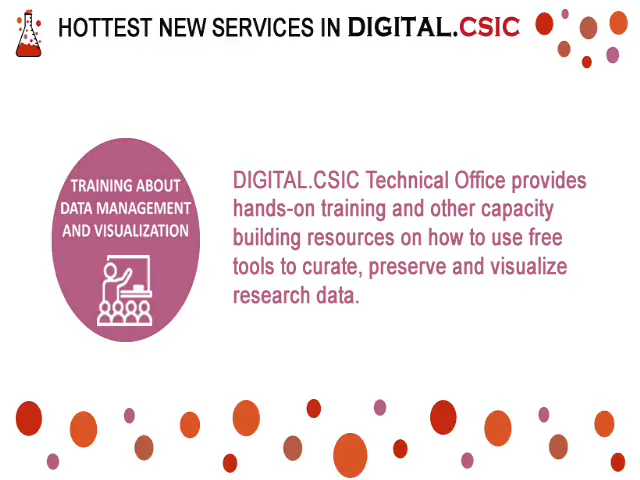 HOTTEST NEW SERVICES IN DIGITAL.CSIC
TRAINING ABOUT
DATA MANAGEMENT
AND VISUALIZATION
DIGITAL.CSIC Technical Office provides
hands-on training and other capacity
building resources on how to use free
tools to curate, preserve and visualize
research data.